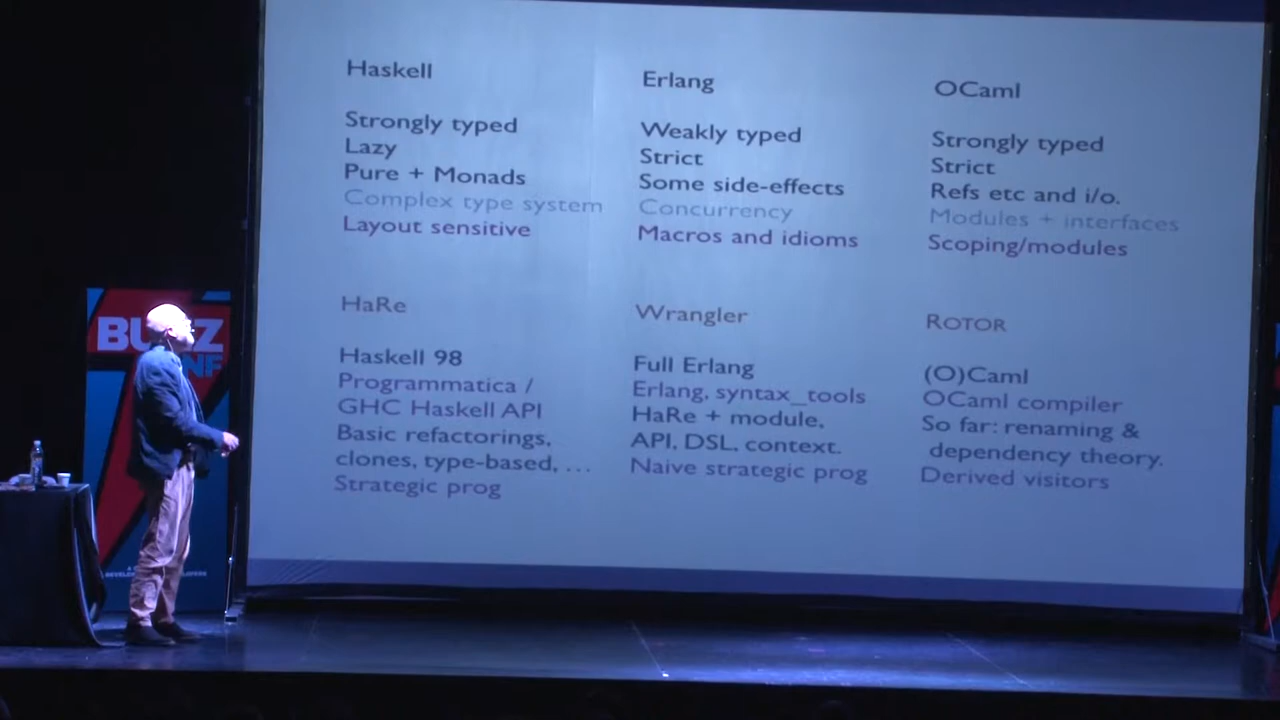 Haskell
Strongly typed
Lazy
Pure + Monads
Complex type system
Layout sensitive
Erlang
Weakly typed
Strict
Some side-effects
Concurrency
Macros and idioms
OCaml
Strongly typed
Strict
Refs etc and i/o.
Modules + interfaces
Scoping/modules
HaRe
Haskell 98
Programmatica /
GHC Haskell API
Basic refactorings,
clones, type-based, ...
Strategic prog
Wrangler
Full Erlang
Erlang, syntax_tools
HaRe + module,
API, DSL, context.
Naive strategic prog
ROTOR
(O)Caml
OCaml compiler
So far: renaming &
dependency theory.
Derived visitors